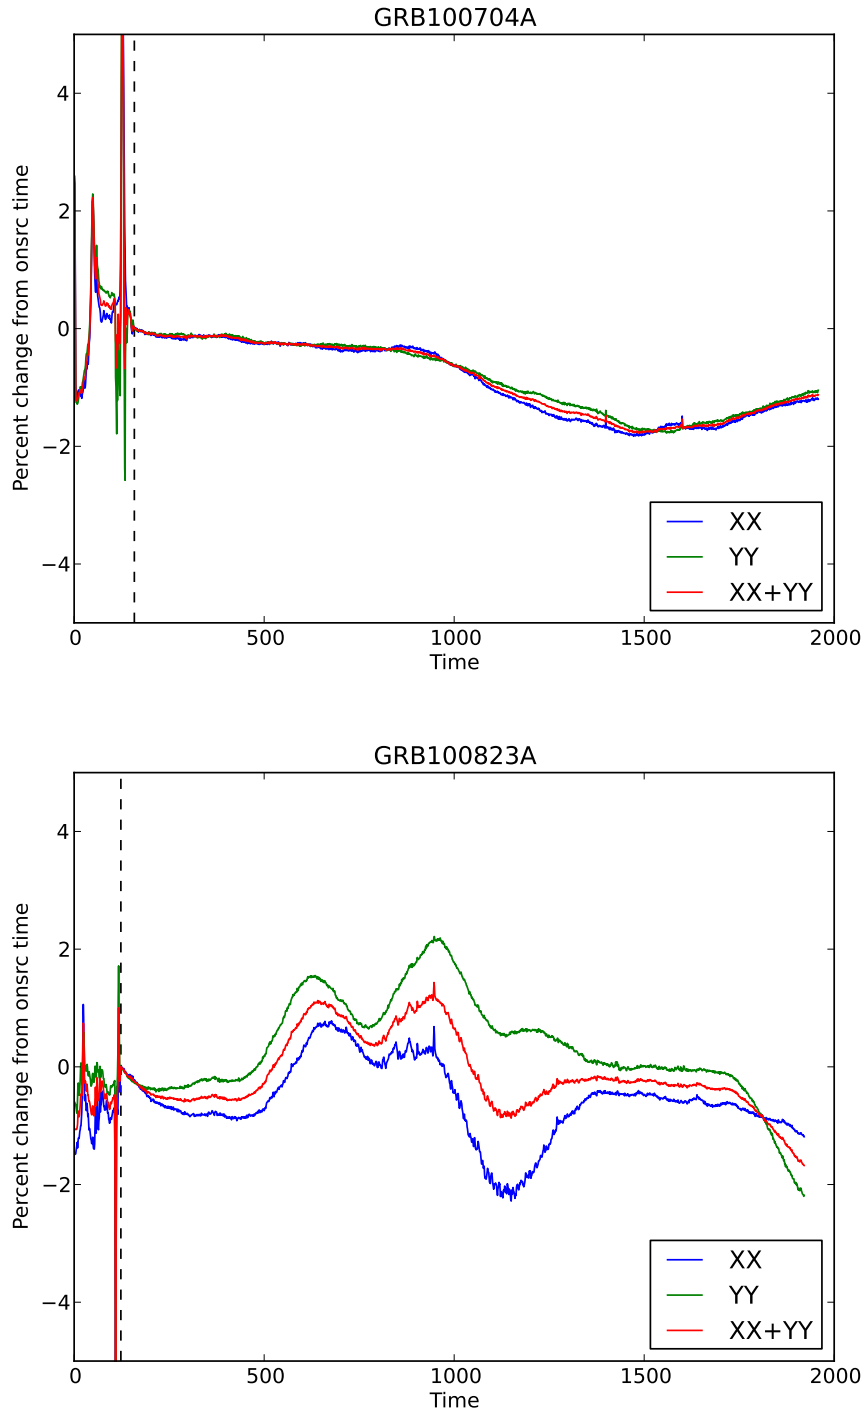 GRB100704A
Percent change from onsrc time
4
2
0
−2
−4
XX
YY
XX+YY
0 500 1000 1500 2000
Time
GRB100823A
Percent change from onsrc time
4
2
0
−2
−4
XX
YY
XX+YY
0 500 1000 1500 2000
Time